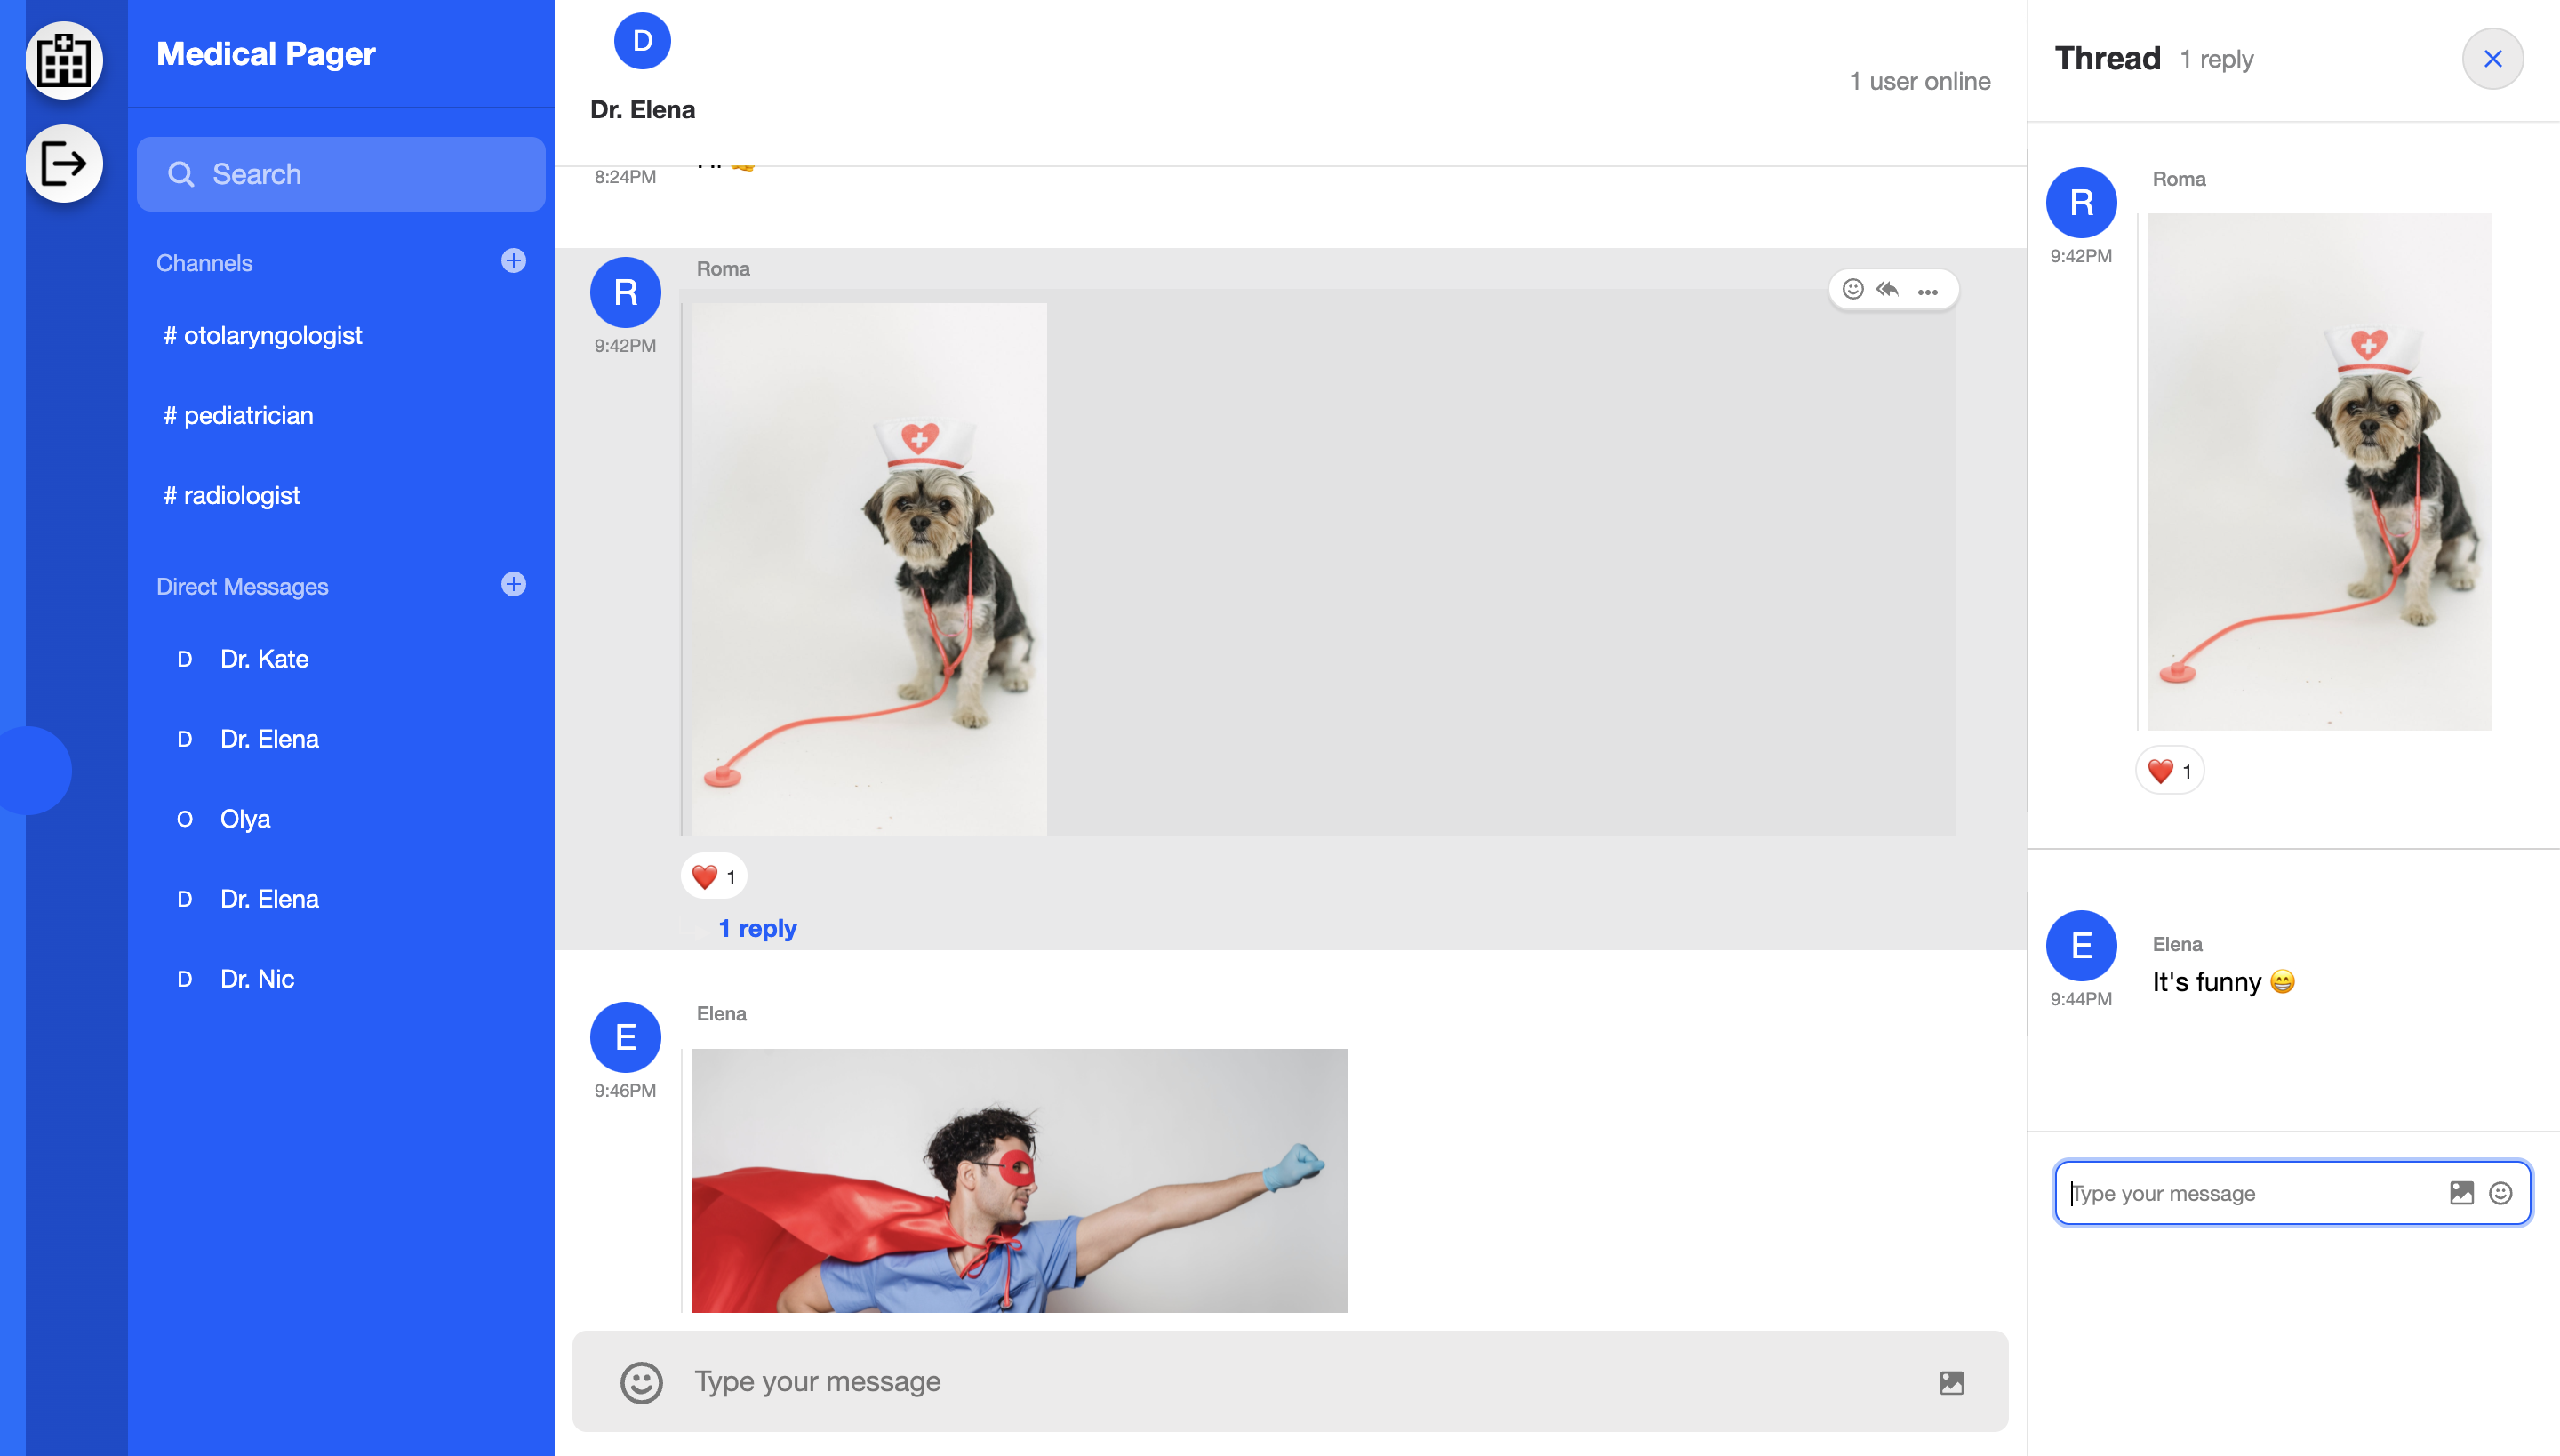 Medical Pager
Search
Channels
# otolaryngologist
# pediatrician
# radiologist
Direct Messages
D Dr. Kate
D Dr. Elena
O Olya
D Dr. Elena
D Dr. Nic
D
Dr. Elena
1 user online
8:24PM
R
Roma
9:42PM
❤️ 1
1 reply
E
Elena
9:46PM
Type your message
Thread 1 reply
R
Roma
9:42PM
❤️ 1
E
Elena
It's funny 😁
9:44PM
Type your message